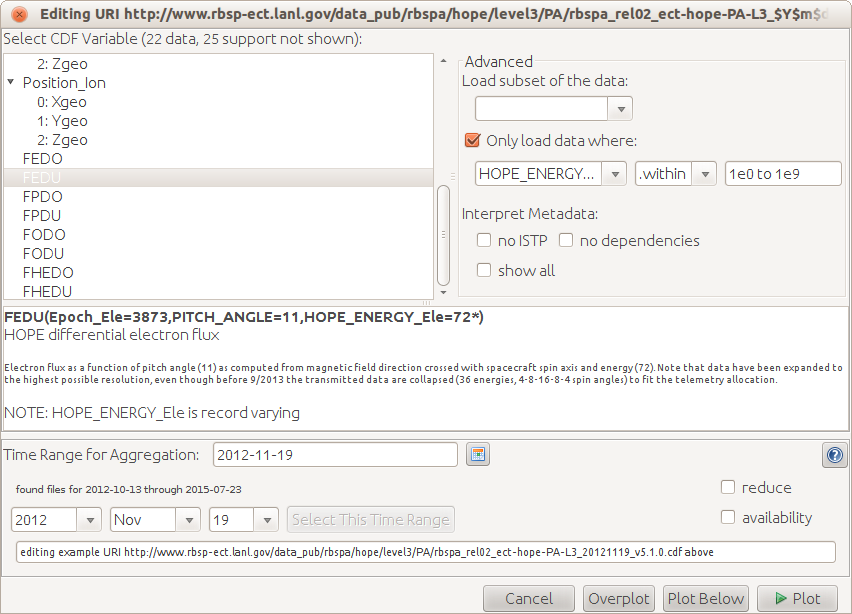 Editing URI http://www.rbsp-ect.lanl.gov/data_pub/rbspa/hope/level3/PA/rbspa_rel02_ect-hope-PA-L3_$Y$m$d
Select CDF Variable (22 data, 25 support not shown):
2: Zgeo
Position_Ion
0: Xgeo
1: Ygeo
2: Zgeo
FEDO
FEDU
FPDO
FPDU
FODO
FODU
FHEDO
FHEDU
Advanced
Load subset of the data:
Only load data where:
HOPE_ENERGY... .within 1e0 to 1e9
Interpret Metadata:
no ISTP no dependencies
show all
FEDU(Epoch_Ele=3873,PITCH_ANGLE=11,HOPE_ENERGY_Ele=72*)
HOPE differential electron flux
Electron flux as a function of pitch angle (11) as computed from magnetic field direction crossed with spacecraft spin axis and energy (72). Note that data have been expanded to
the highest possible resolution, even though before 9/2013 the transmitted data are collapsed (36 energies, 4-8-16-8-4 spin angles) to fit the telemetry allocation.
NOTE: HOPE_ENERGY_Ele is record varying
Time Range for Aggregation: 2012-11-19
found files for 2012-10-13 through 2015-07-23
reduce
2012 Nov 19 Select This Time Range
availability
editing example URI http://www.rbsp-ect.lanl.gov/data_pub/rbspa/hope/level3/PA/rbspa_rel02_ect-hope-PA-L3_20121119_v5.1.0.cdf above
Cancel Overplot Plot Below Plot